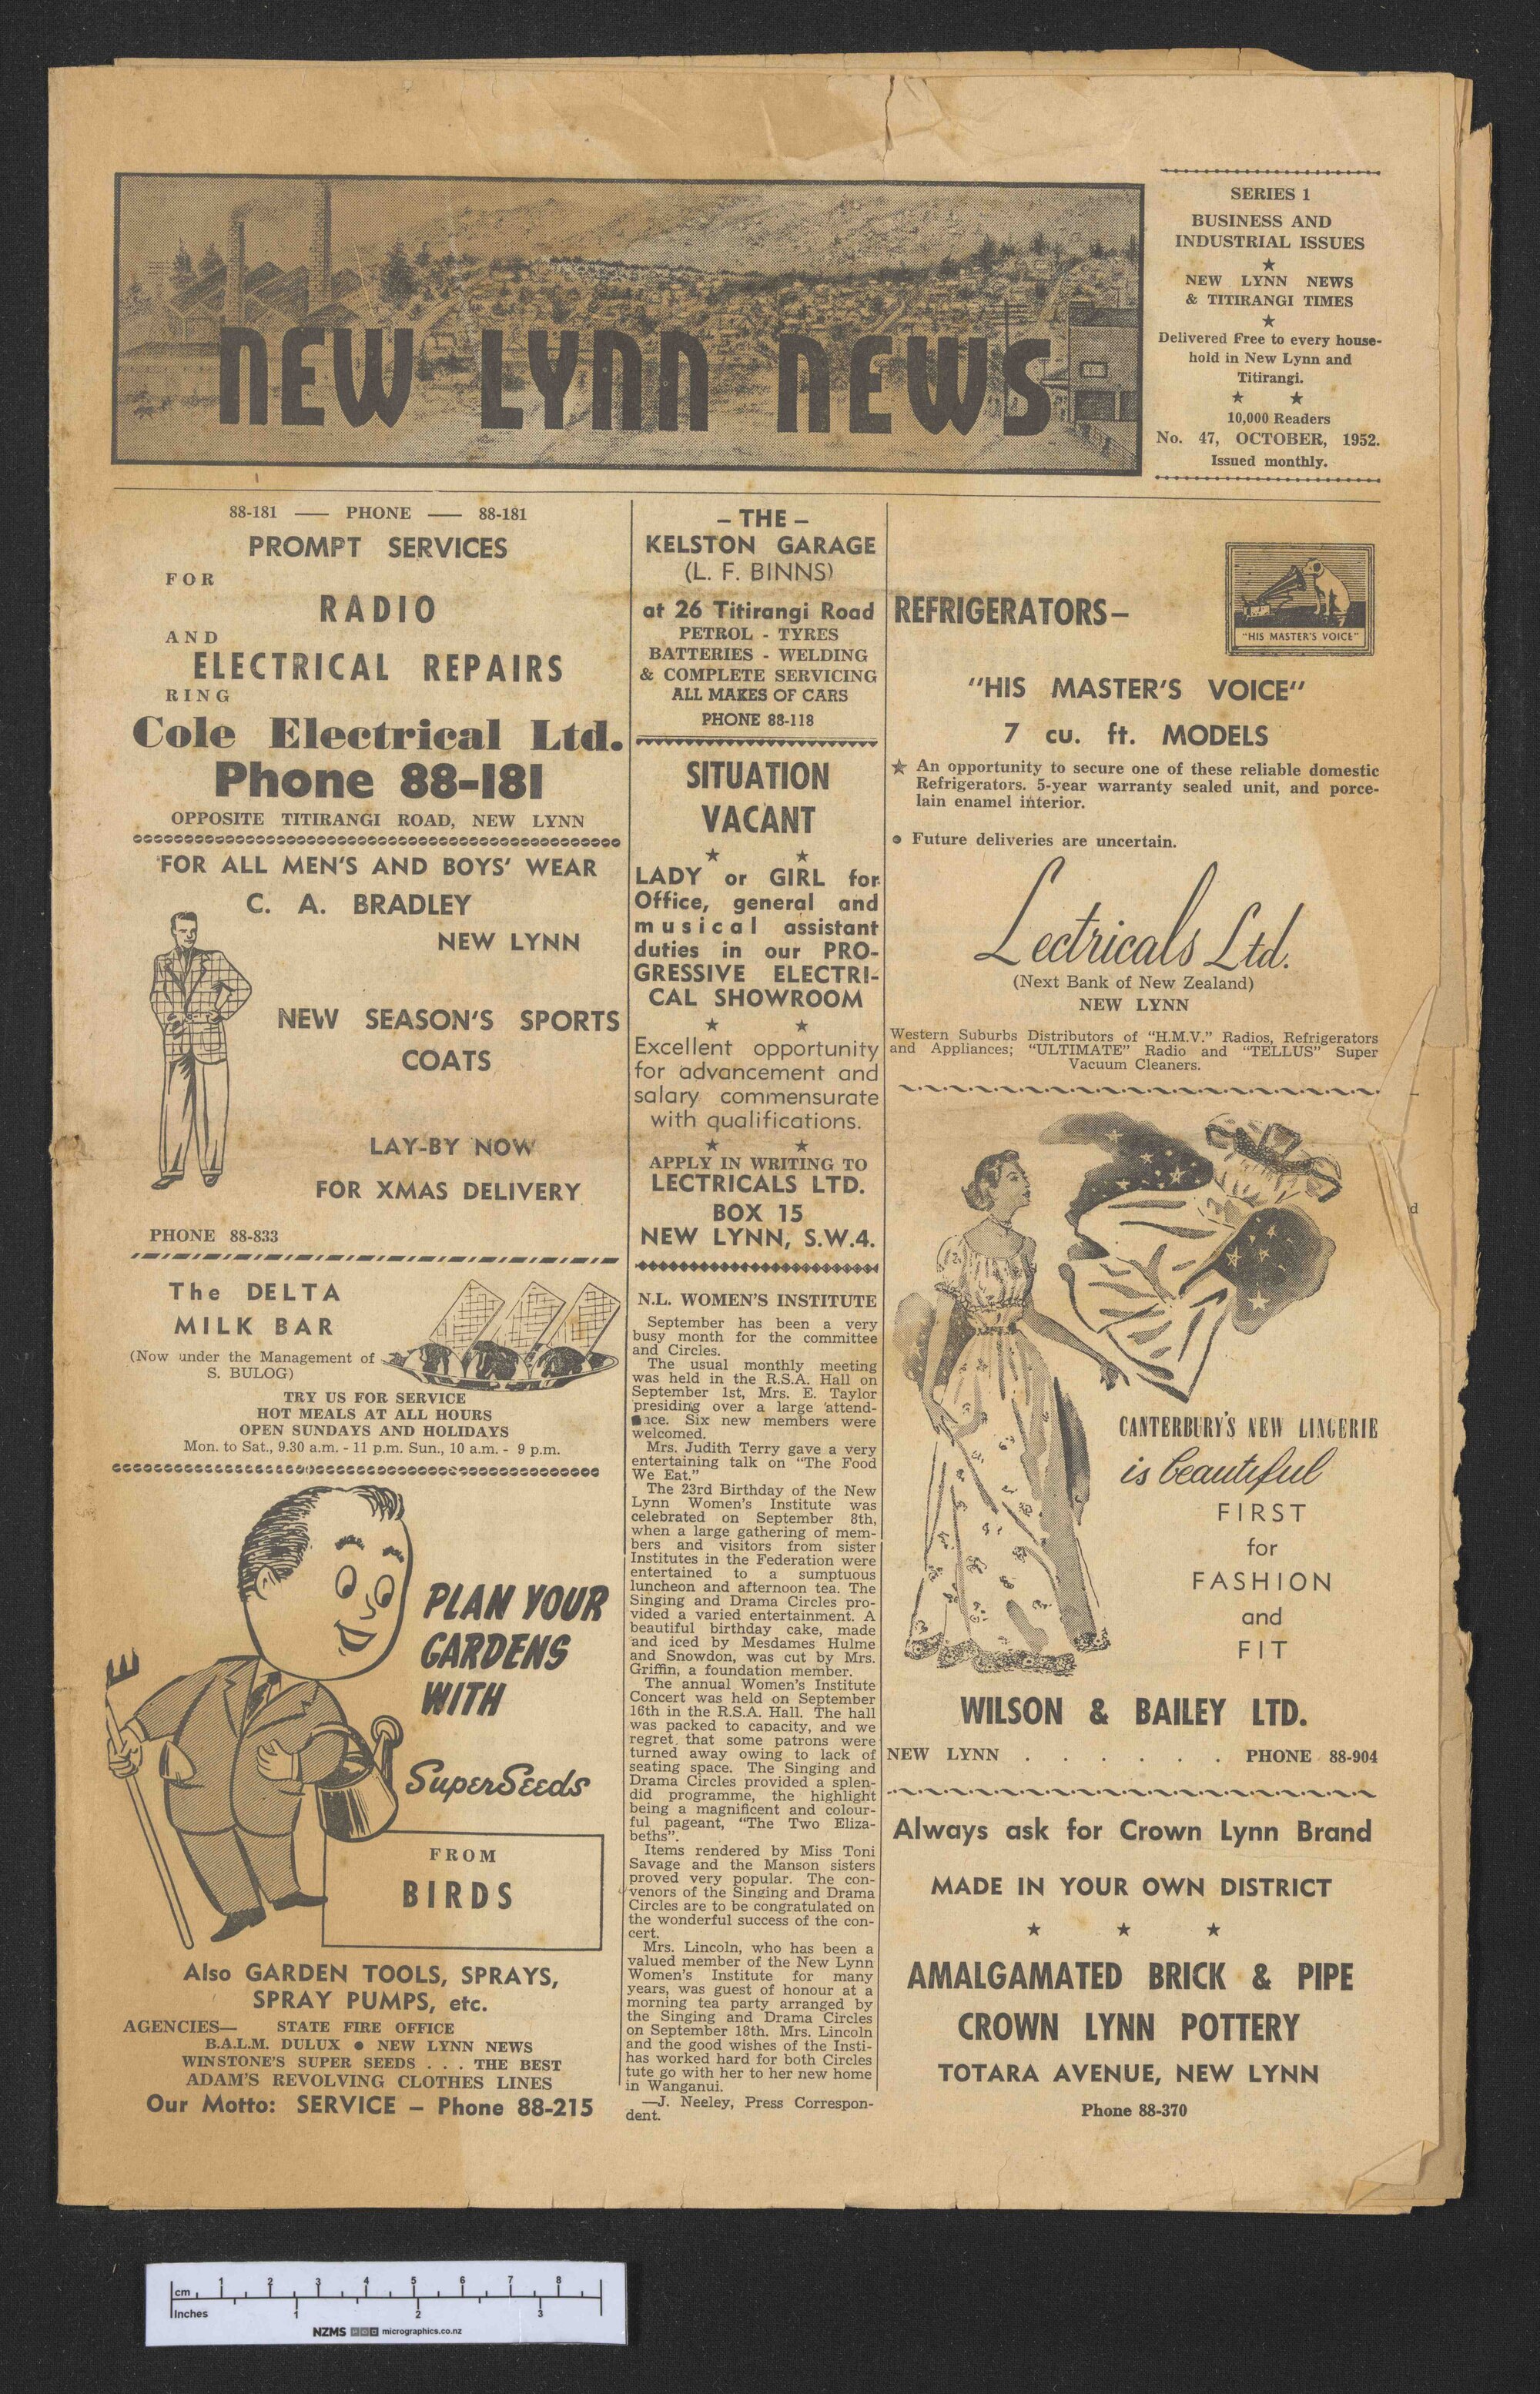 NEW LYNN NEWS
SERIES 1
BUSINESS AND
INDUSTRIAL ISSUES
★
NEW LYNN NEWS
& TITIRANGI TIMES
★
Delivered Free to every house-
hold in New Lynn and
Titirangi.
★ ★
10,000 Readers
No. 47, OCTOBER, 1952.
Issued monthly.
88-181 — PHONE — 88-181
PROMPT SERVICES
FOR
RADIO
AND
ELECTRICAL REPAIRS
RING
Cole Electrical Ltd.
Phone 88-181
OPPOSITE TITIRANGI ROAD, NEW LYNN
FOR ALL MEN'S AND BOYS' WEAR
C. A. BRADLEY
NEW LYNN
NEW SEASON'S SPORTS
COATS
LAY-BY NOW
FOR XMAS DELIVERY
PHONE 88-833
The DELTA
MILK BAR
(Now under the Management of
S. BULOG)
TRY US FOR SERVICE
HOT MEALS AT ALL HOURS
OPEN SUNDAYS AND HOLIDAYS
Mon. to Sat., 9.30 a.m. - 11 p.m. Sun., 10 a.m. - 9 p.m.
PLAN YOUR
GARDENS
WITH
SuperSeeds
FROM
BIRDS
Also GARDEN TOOLS, SPRAYS,
SPRAY PUMPS, etc.
AGENCIES— STATE FIRE OFFICE
B.A.L.M. DULUX ● NEW LYNN NEWS
WINSTONE'S SUPER SEEDS . . . THE BEST
ADAM'S REVOLVING CLOTHES LINES
Our Motto: SERVICE – Phone 88-215
– THE –
KELSTON GARAGE
(L. F. BINNS)
at 26 Titirangi Road
PETROL - TYRES
BATTERIES - WELDING
& COMPLETE SERVICING
ALL MAKES OF CARS
PHONE 88-118
SITUATION
VACANT
★ ★
LADY or GIRL for
Office, general and
musical assistant
duties in our PRO-
GRESSIVE ELECTRI-
CAL SHOWROOM
★ ★
Excellent opportunity
for advancement and
salary commensurate
with qualifications.
★ ★
APPLY IN WRITING TO
LECTRICALS LTD.
BOX 15
NEW LYNN, S.W.4.
N.L. WOMEN'S INSTITUTE
September has been a very
busy month for the committee
and Circles.
The usual monthly meeting
was held in the R.S.A. Hall on
September 1st, Mrs. E. Taylor
presiding over a large attend-
ace. Six new members were
welcomed.
Mrs. Judith Terry gave a very
entertaining talk on "The Food
We Eat."
The 23rd Birthday of the New
Lynn Women's Institute was
celebrated on September 8th,
when a large gathering of mem-
bers and visitors from sister
Institutes in the Federation were
entertained to a sumptuous
luncheon and afternoon tea. The
Singing and Drama Circles pro-
vided a varied entertainment. A
beautiful birthday cake, made
and iced by Mesdames Hulme
and Snowdon, was cut by Mrs.
Griffin, a foundation member.
The annual Women's Institute
Concert was held on September
16th in the R.S.A. Hall. The hall
was packed to capacity, and we
regret that some patrons were
turned away owing to lack of
seating space. The Singing and
Drama Circles provided a splen-
did programme, the highlight
being a magnificent and colour-
ful pageant, "The Two Eliza-
beths".
Items rendered by Miss Toni
Savage and the Manson sisters
proved very popular. The con-
venors of the Singing and Drama
Circles are to be congratulated on
the wonderful success of the con-
cert.
Mrs. Lincoln, who has been a
valued member of the New Lynn
Women's Institute for many
years, was guest of honour at a
morning tea party arranged by
the Singing and Drama Circles
on September 18th. Mrs. Lincoln
and the good wishes of the Insti-
has worked hard for both Circles
tute go with her to her new home
in Wanganui.
—J. Neeley, Press Correspon-
dent.
"HIS MASTER'S VOICE"
REFRIGERATORS–
"HIS MASTER'S VOICE"
7 cu. ft. MODELS
★ An opportunity to secure one of these reliable domestic
Refrigerators. 5-year warranty sealed unit, and porce-
lain enamel interior.
● Future deliveries are uncertain.
Lectricals Ltd.
(Next Bank of New Zealand)
NEW LYNN
Western Suburbs Distributors of "H.M.V." Radios, Refrigerators
and Appliances; "ULTIMATE" Radio and "TELLUS" Super
Vacuum Cleaners.
CANTERBURY'S NEW LINGERIE
is beautiful
FIRST
for
FASHION
and
FIT
WILSON & BAILEY LTD.
NEW LYNN . . . . . . PHONE 88-904
Always ask for Crown Lynn Brand
MADE IN YOUR OWN DISTRICT
★ ★ ★
AMALGAMATED BRICK & PIPE
CROWN LYNN POTTERY
TOTARA AVENUE, NEW LYNN
Phone 88-370
d
cm 1 2 3 4 5 6 7 8
Inches 1 2 3
NZMS micrographics.co.nz